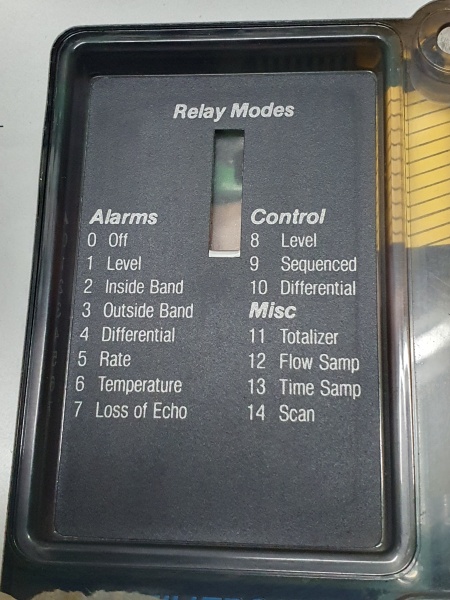 Relay Modes
Alarms
0 Off
1 Level
2 Inside Band
3 Outside Band
4 Differential
5 Rate
6 Temperature
7 Loss of Echo
Control
8 Level
9 Sequenced
10 Differential
Misc
11 Totalizer
12 Flow Samp
13 Time Samp
14 Scan